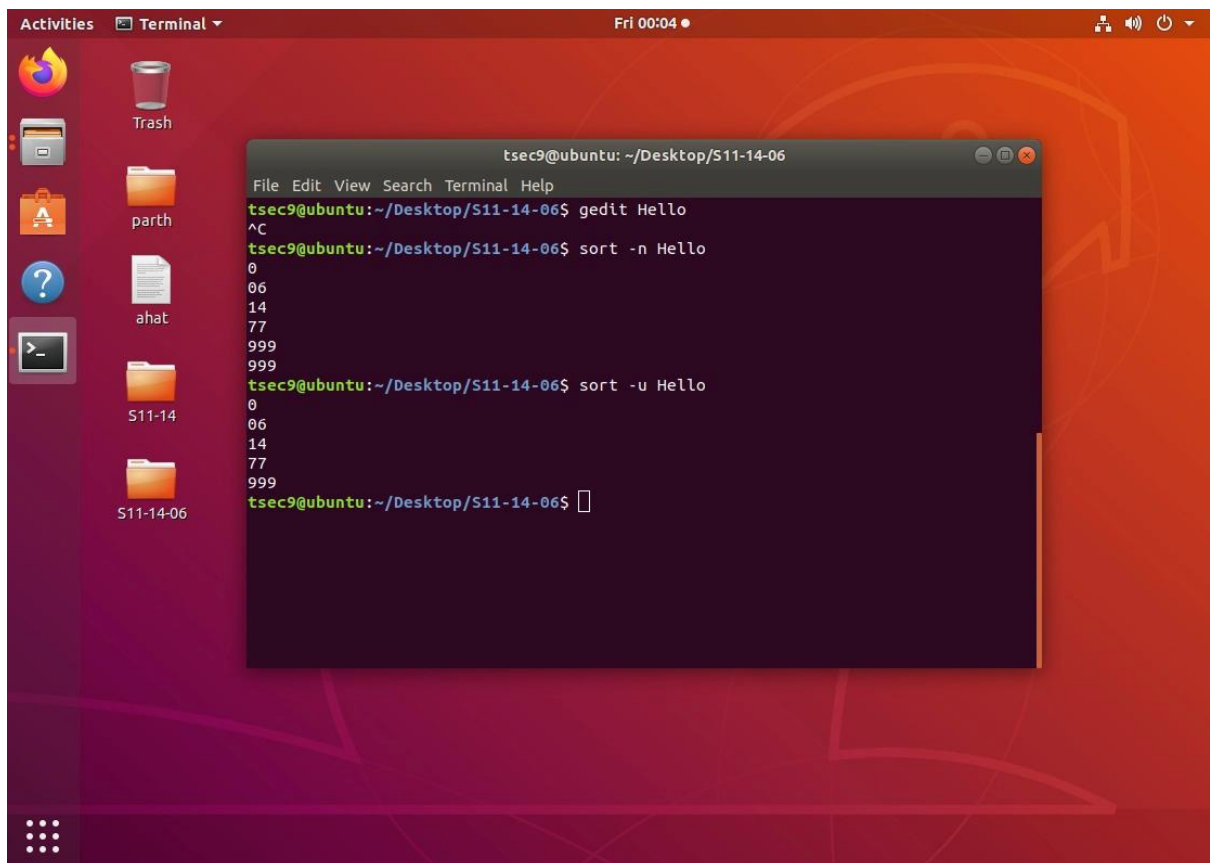 Activities Terminal Fri 00:04
Trash
parth
ahat
S11-14
S11-14-06
tsec9@ubuntu: ~/Desktop/S11-14-06
File Edit View Search Terminal Help
tsec9@ubuntu:~/Desktop/S11-14-06$ gedit Hello
^C
tsec9@ubuntu:~/Desktop/S11-14-06$ sort -n Hello
0
06
14
77
999
999
tsec9@ubuntu:~/Desktop/S11-14-06$ sort -u Hello
0
06
14
77
999
tsec9@ubuntu:~/Desktop/S11-14-06$